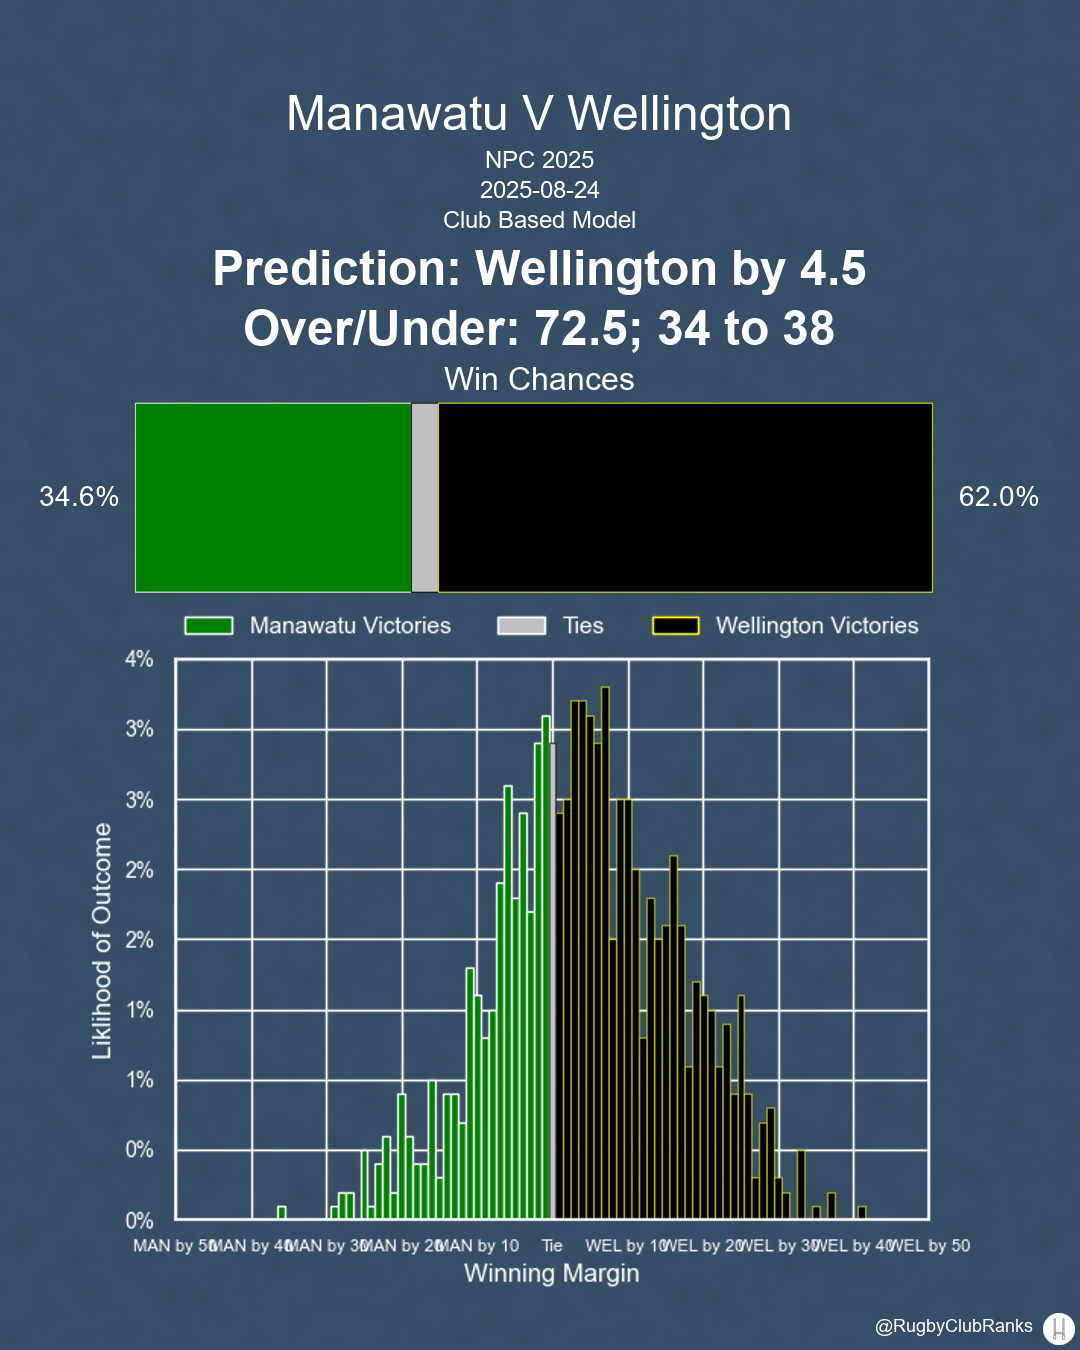 Manawatu V Wellington
NPC 2025
2025-08-24
Club Based Model
Prediction: Wellington by 4.5
Over/Under: 72.5; 34 to 38
Win Chances
34.6%
62.0%
Manawatu Victories
Ties
Wellington Victories
4%
3%
3%
2%
2%
1%
1%
0%
0%
Liklihood of Outcome
MAN by 50
MAN by 40
MAN by 30
MAN by 20
MAN by 10
Tie
WEL by 10
WEL by 20
WEL by 30
WEL by 40
WEL by 50
Winning Margin
@RugbyClubRanks